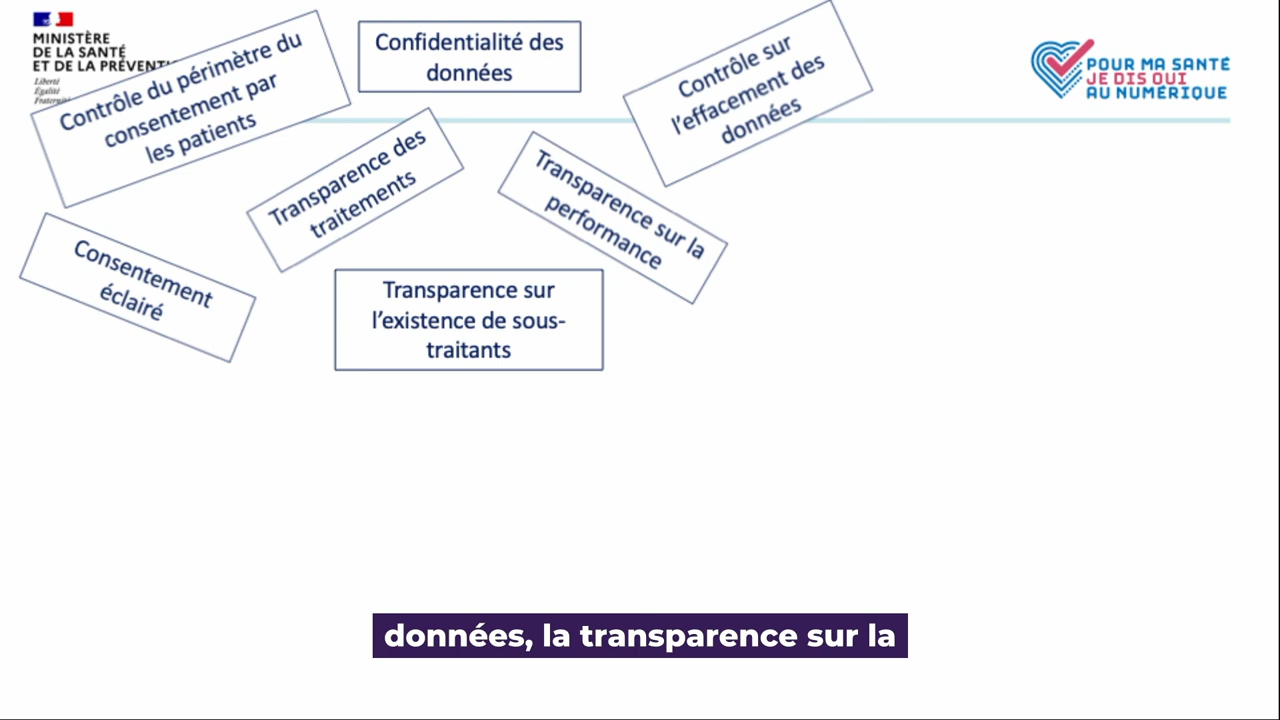 MINISTÈRE
DE LA SANTÉ
ET DE LA PRÉVENT
Liberté
Égalité
Fraternité
Contrôle du périmètre du
consentement par
les patients
Confidentialité des
données
Contrôle sur
l'effacement des
données
POUR MA SANTÉ
JE DIS OUI
AU NUMÉRIQUE
Transparence des
traitements
Transparence sur la
performance
Consentement
éclairé
Transparence sur
l'existence de sous-
traitants
données, la transparence sur la